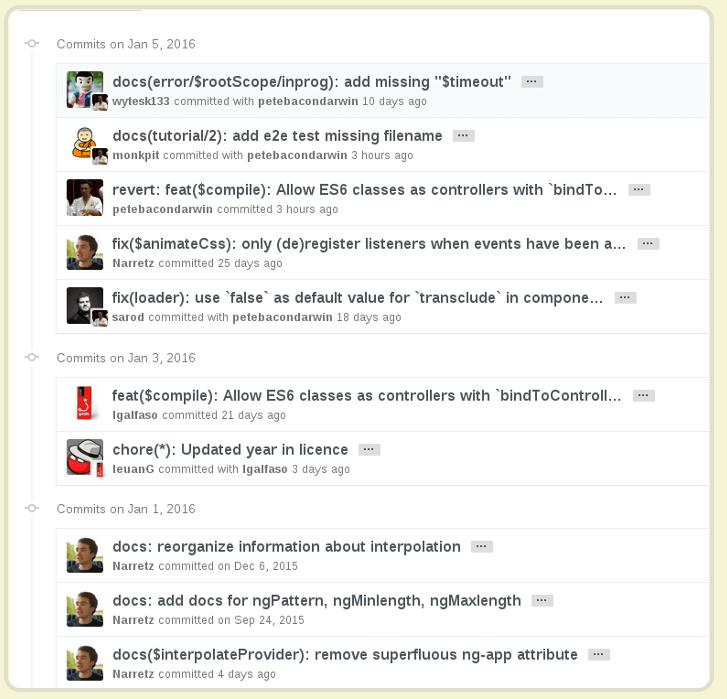 Commits on Jan 5, 2016
docs(error/$rootScope/inprog): add missing "$timeout" ...
wytesk133 committed with petebacondarwin 10 days ago
docs(tutorial/2): add e2e test missing filename ...
monkpit committed with petebacondarwin 3 hours ago
revert: feat($compile): Allow ES6 classes as controllers with `bindTo… ...
petebacondarwin committed 3 hours ago
fix($animateCss): only (de)register listeners when events have been a… ...
Narretz committed 25 days ago
fix(loader): use `false` as default value for `transclude` in compone… ...
sarod committed with petebacondarwin 18 days ago
Commits on Jan 3, 2016
feat($compile): Allow ES6 classes as controllers with `bindToControll… ...
lgalfaso committed 21 days ago
chore(*): Updated year in licence ...
IeuanG committed with lgalfaso 3 days ago
Commits on Jan 1, 2016
docs: reorganize information about interpolation ...
Narretz committed on Dec 6, 2015
docs: add docs for ngPattern, ngMinlength, ngMaxlength ...
Narretz committed on Sep 24, 2015
docs($interpolateProvider): remove superfluous ng-app attribute ...
Narretz committed 4 days ago